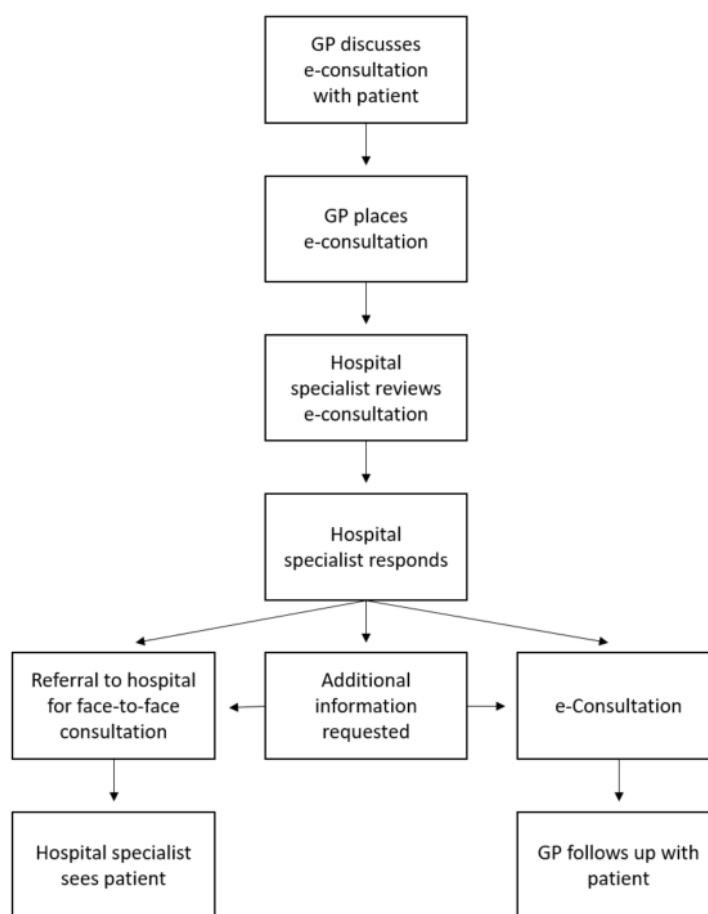 GP discusses
e-consultation
with patient
GP places
e-consultation
Hospital
specialist reviews
e-consultation
Hospital
specialist responds
Referral to hospital
for face-to-face
consultation
Additional
information
requested
e-Consultation
Hospital specialist
sees patient
GP follows up with
patient